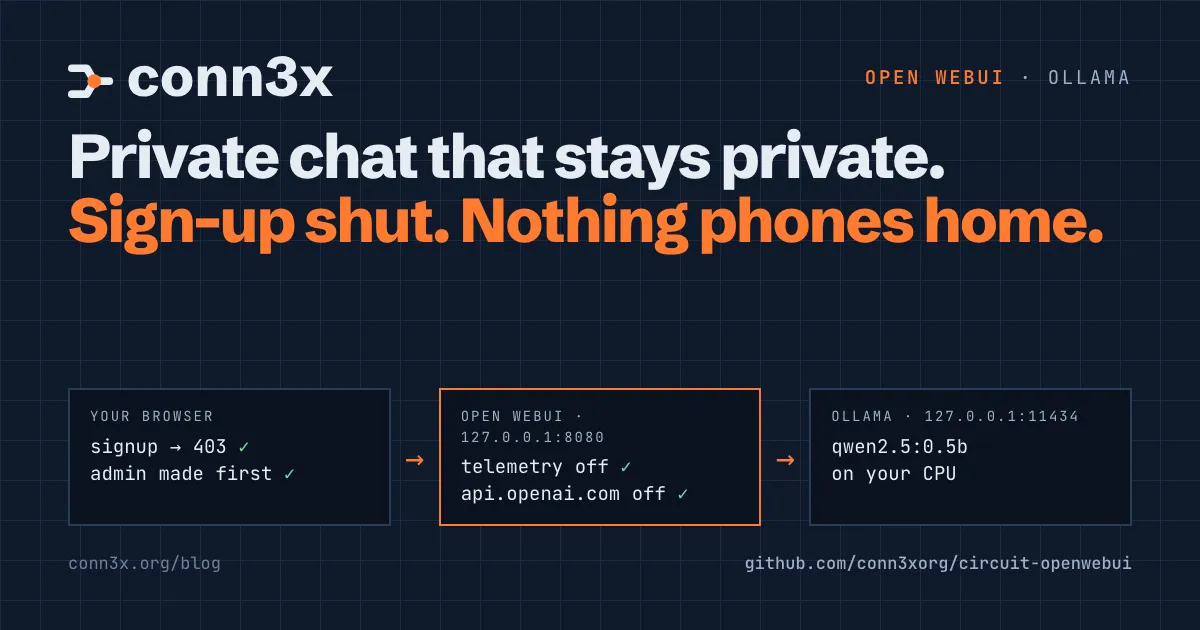 conn3x
OPEN WEBUI · OLLAMA
Private chat that stays private.
Sign-up shut. Nothing phones home.
YOUR BROWSER
signup → 403 ✓
admin made first ✓
→
OPEN WEBUI ·
127.0.0.1:8080
telemetry off ✓
api.openai.com off ✓
→
OLLAMA · 127.0.0.1:11434
qwen2.5:0.5b
on your CPU
conn3x.org/blog
github.com/conn3xorg/circuit-openwebui